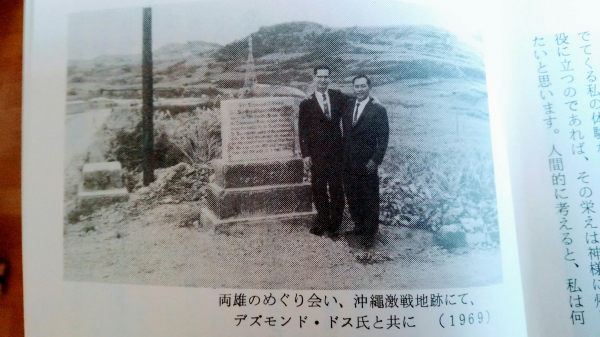 でてくる私の体験
役に立つのであれば、その栄えは神様に
たいと思います。人間的に考えると、私は何
両雄のめぐり会い、沖繩激戦地跡にて、
デズモンド・ドス氏と共に (1969)